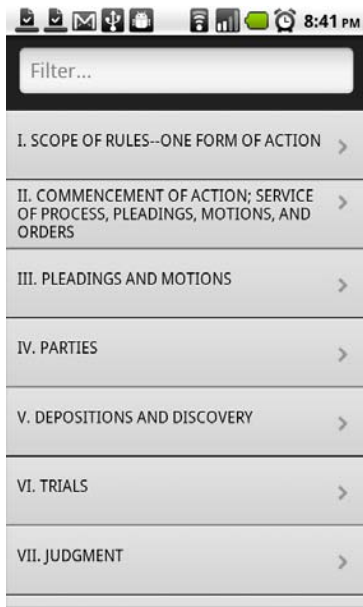 8:41 PM
Filter...
I. SCOPE OF RULES--ONE FORM OF ACTION
II. COMMENCEMENT OF ACTION; SERVICE
OF PROCESS, PLEADINGS, MOTIONS, AND
ORDERS
III. PLEADINGS AND MOTIONS
IV. PARTIES
V. DEPOSITIONS AND DISCOVERY
VI. TRIALS
VII. JUDGMENT